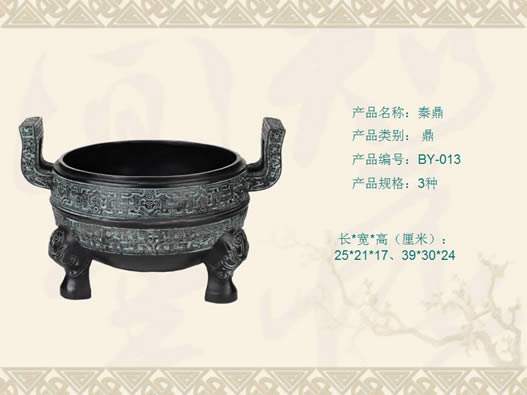 产品名称：秦鼎
产品类别： 鼎
产品编号：BY-013
产品规格：3种
长*宽*高（厘米）：
25*21*17、39*30*24